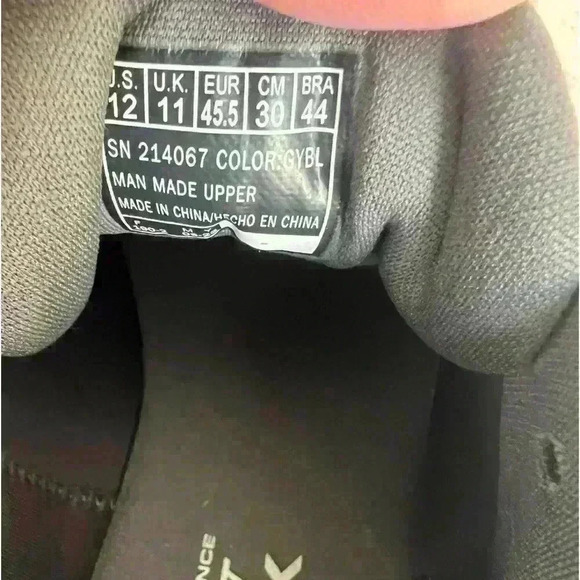 U.S. U.K. EUR CM BRA
12 11 45.5 30 44
SN 214067 COLOR:GYBL
MAN MADE UPPER
MADE IN CHINA/HECHO EN CHINA